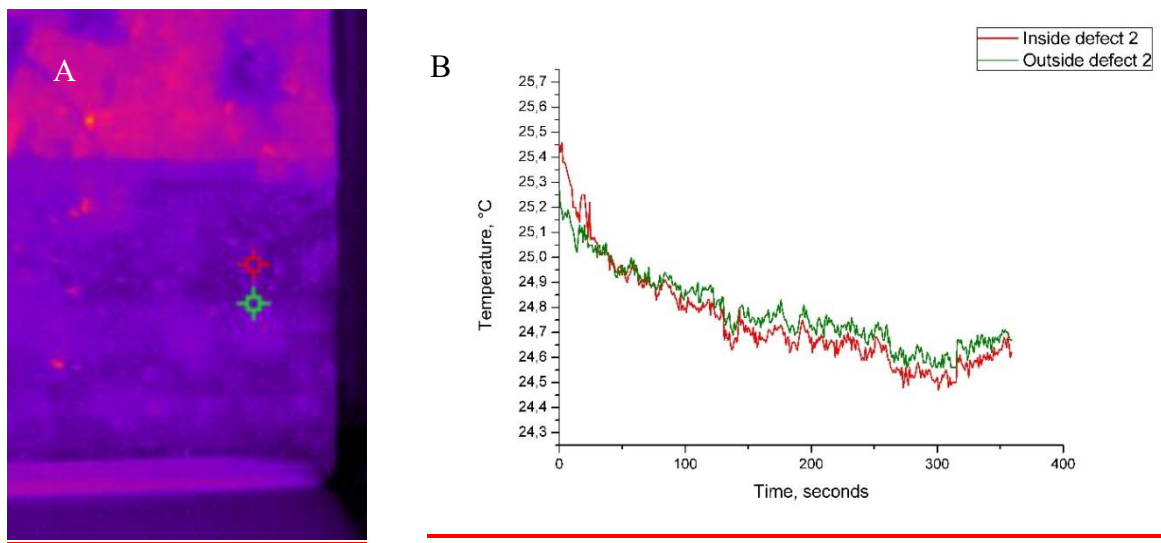 A
B
Inside defect 2
Outside defect 2
25,7
25,6
25,5
25,4
25,3
25,2
25,1
25,0
24,9
24,8
24,7
24,6
24,5
24,4
24,3
Temperature, °C
0 100 200 300 400
Time, seconds